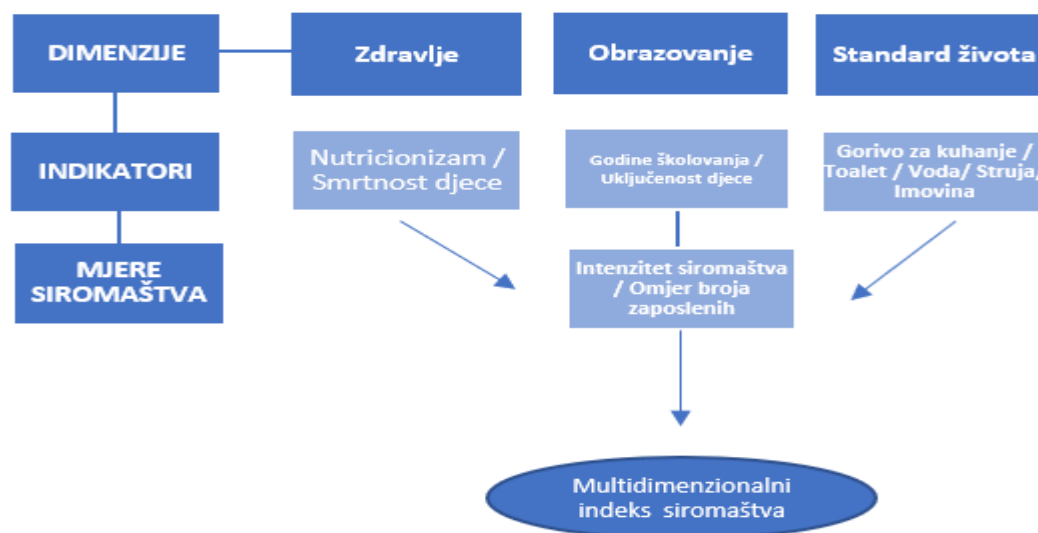 DIMENZIJE
Zdravlje
Obrazovanje
Standard života
INDIKATORI
Nutricionizam /
Smrtnost djece
Godine školovanja /
Uključenost djece
Gorivo za kuhanje /
Toalet / Voda/ Struja/
Imovina
MJERE
SIROMAŠTVA
Intenzitet siromaštva
/ Omjer broja
zaposlenih
Multidimenzionalni
indeks siromaštva